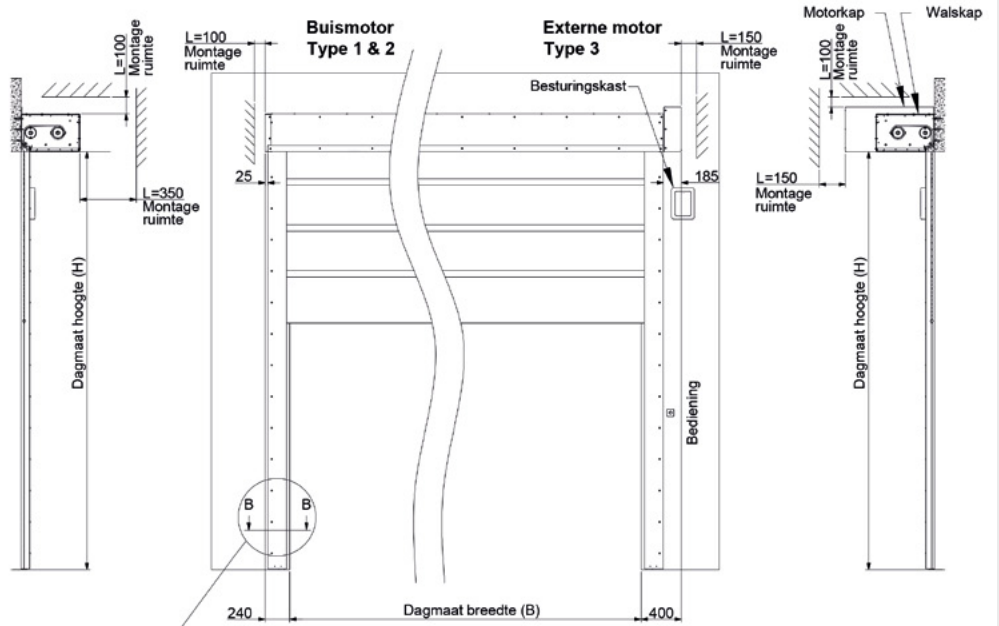 L=100
Montage
ruimte
L=350
Montage
ruimte
Dagmaat hoogte (H)
L=100
Montage
ruimte
Buismotor
Type 1 & 2
Externe motor
Type 3
L=150
Montage
ruimte
Besturingskast
25
185
Bediening
B
B
240
Dagmaat breedte (B)
400
Motorkap
Walskap
L=100
Montage
ruimte
L=150
Montage
ruimte
Dagmaat hoogte (H)